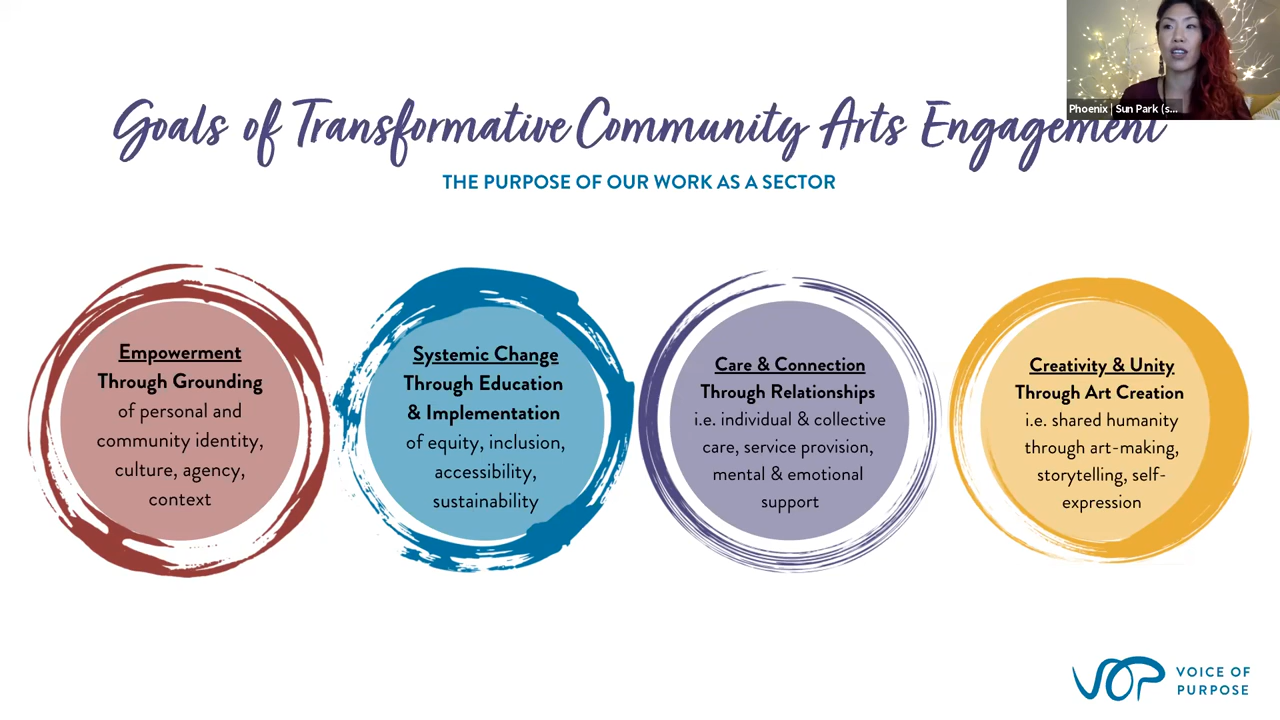 Phoenix | Sun Park (s...
Goals of Transformative Community Arts Engagement
THE PURPOSE OF OUR WORK AS A SECTOR
Empowerment
Through Grounding
of personal and
community identity,
culture, agency,
context
Systemic Change
Through Education
& Implementation
of equity, inclusion,
accessibility,
sustainability
Care & Connection
Through Relationships
i.e. individual & collective
care, service provision,
mental & emotional
support
Creativity & Unity
Through Art Creation
i.e. shared humanity
through art-making,
storytelling, self-
expression
VOP
VOICE OF
PURPOSE